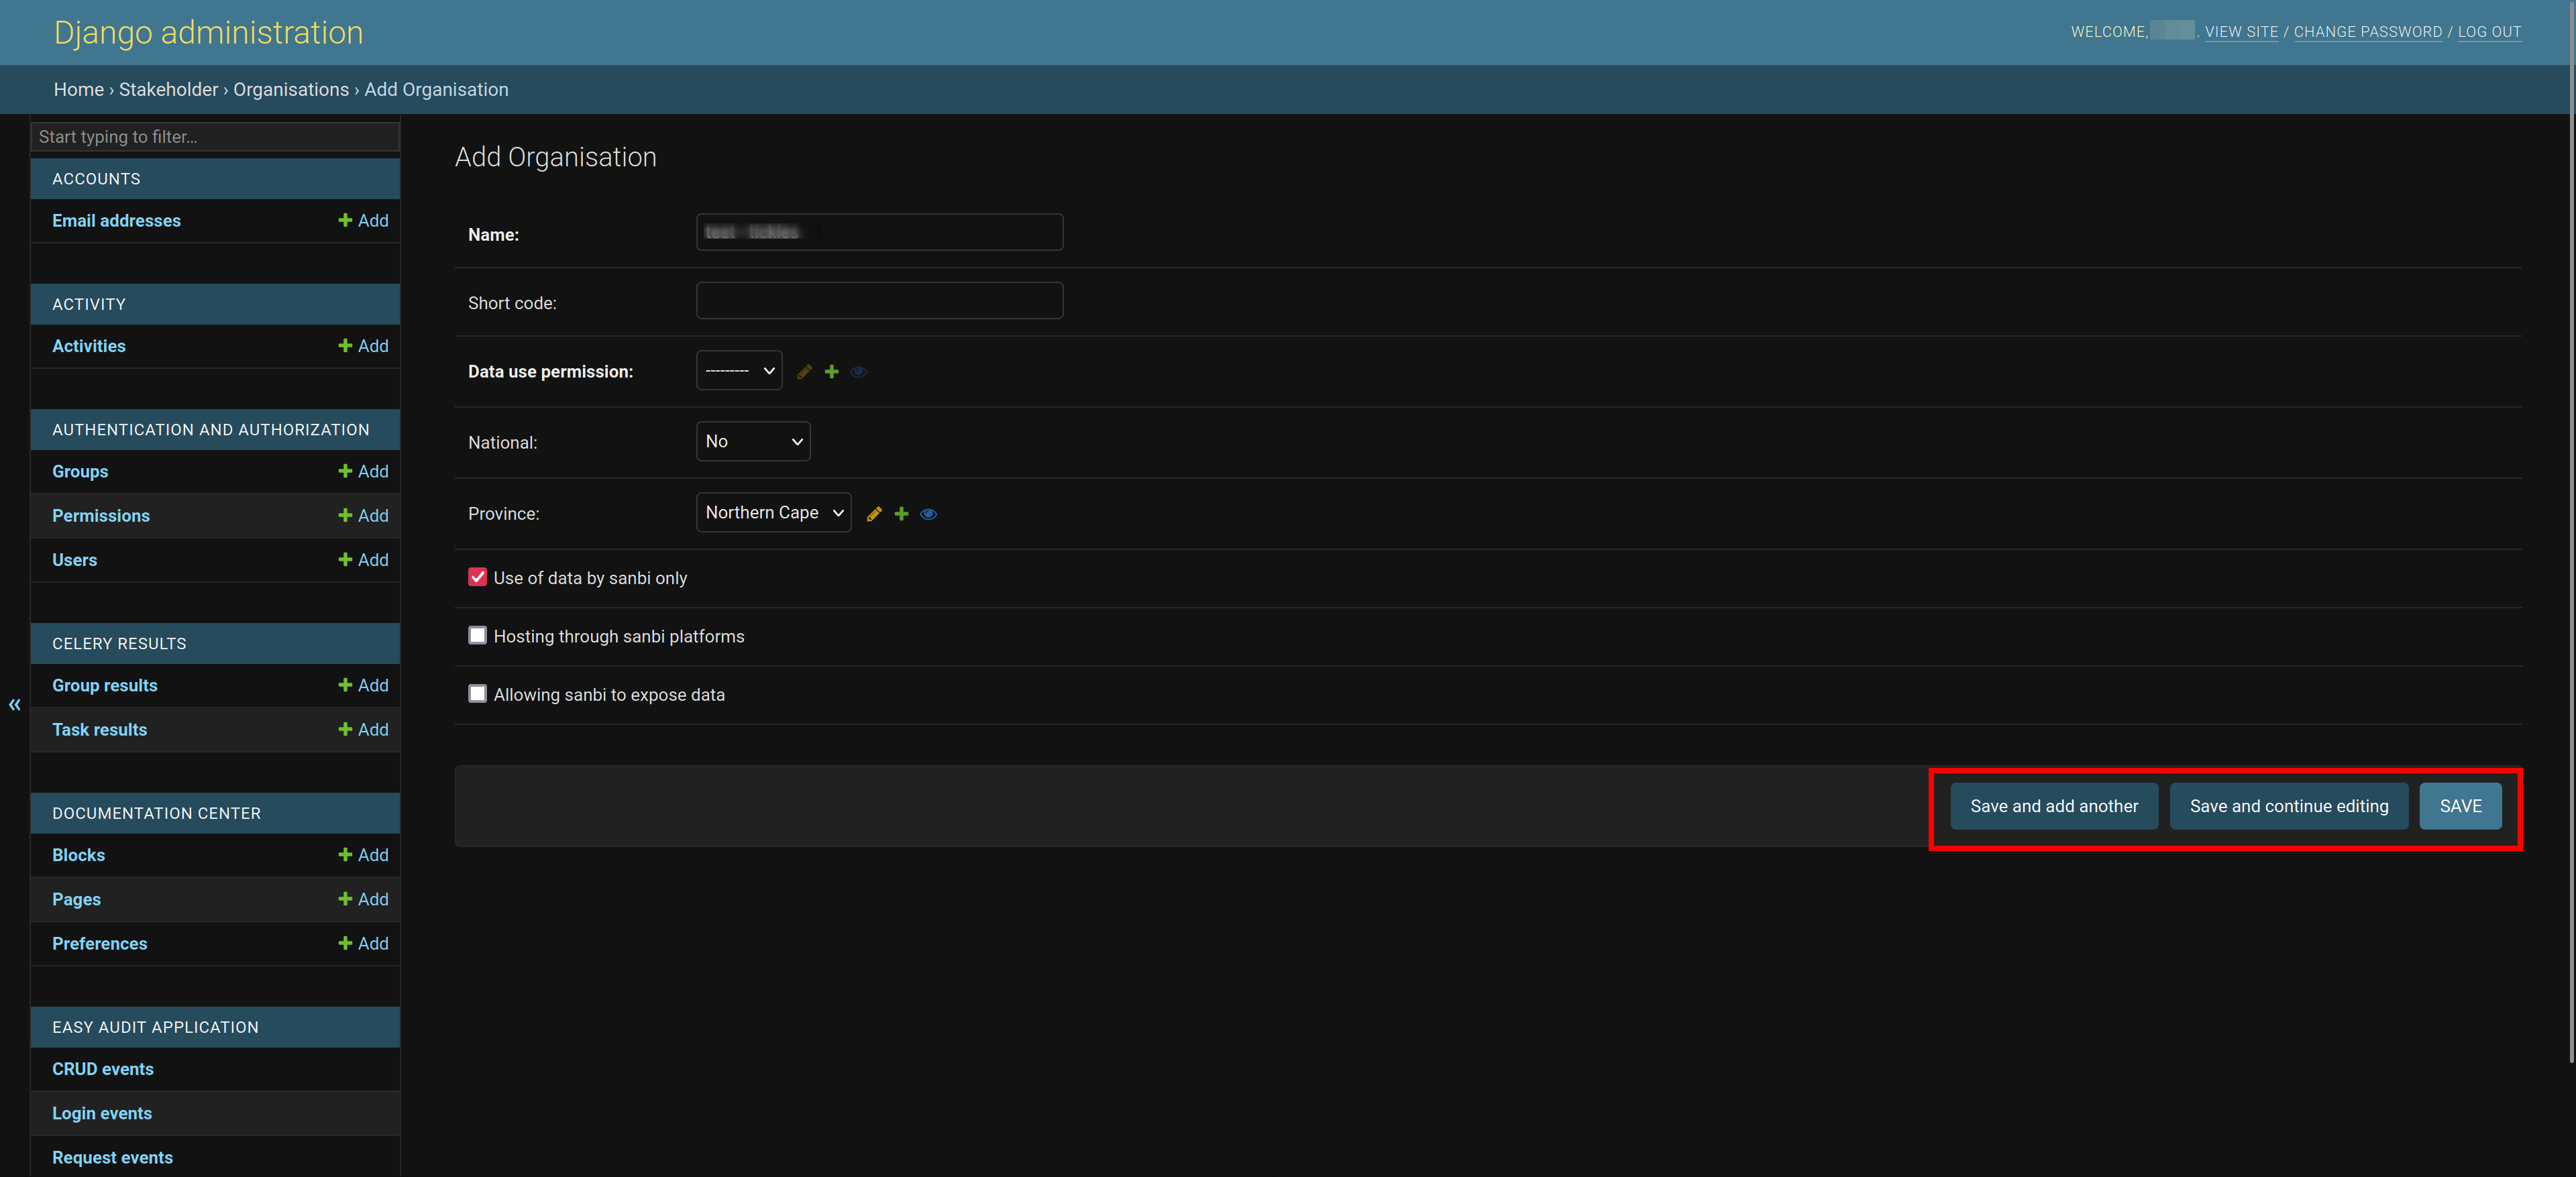 Django administration
WELCOME, . VIEW SITE / CHANGE PASSWORD / LOG OUT
Home › Stakeholder › Organisations › Add Organisation
Start typing to filter...
ACCOUNTS
Email addresses + Add
ACTIVITY
Activities + Add
AUTHENTICATION AND AUTHORIZATION
Groups + Add
Permissions + Add
Users + Add
CELERY RESULTS
Group results + Add
Task results + Add
DOCUMENTATION CENTER
Blocks + Add
Pages + Add
Preferences + Add
EASY AUDIT APPLICATION
CRUD events
Login events
Request events
«
Add Organisation
Name:
Short code:
Data use permission: ---------
National: No
Province: Northern Cape
Use of data by sanbi only
Hosting through sanbi platforms
Allowing sanbi to expose data
Save and add another Save and continue editing SAVE